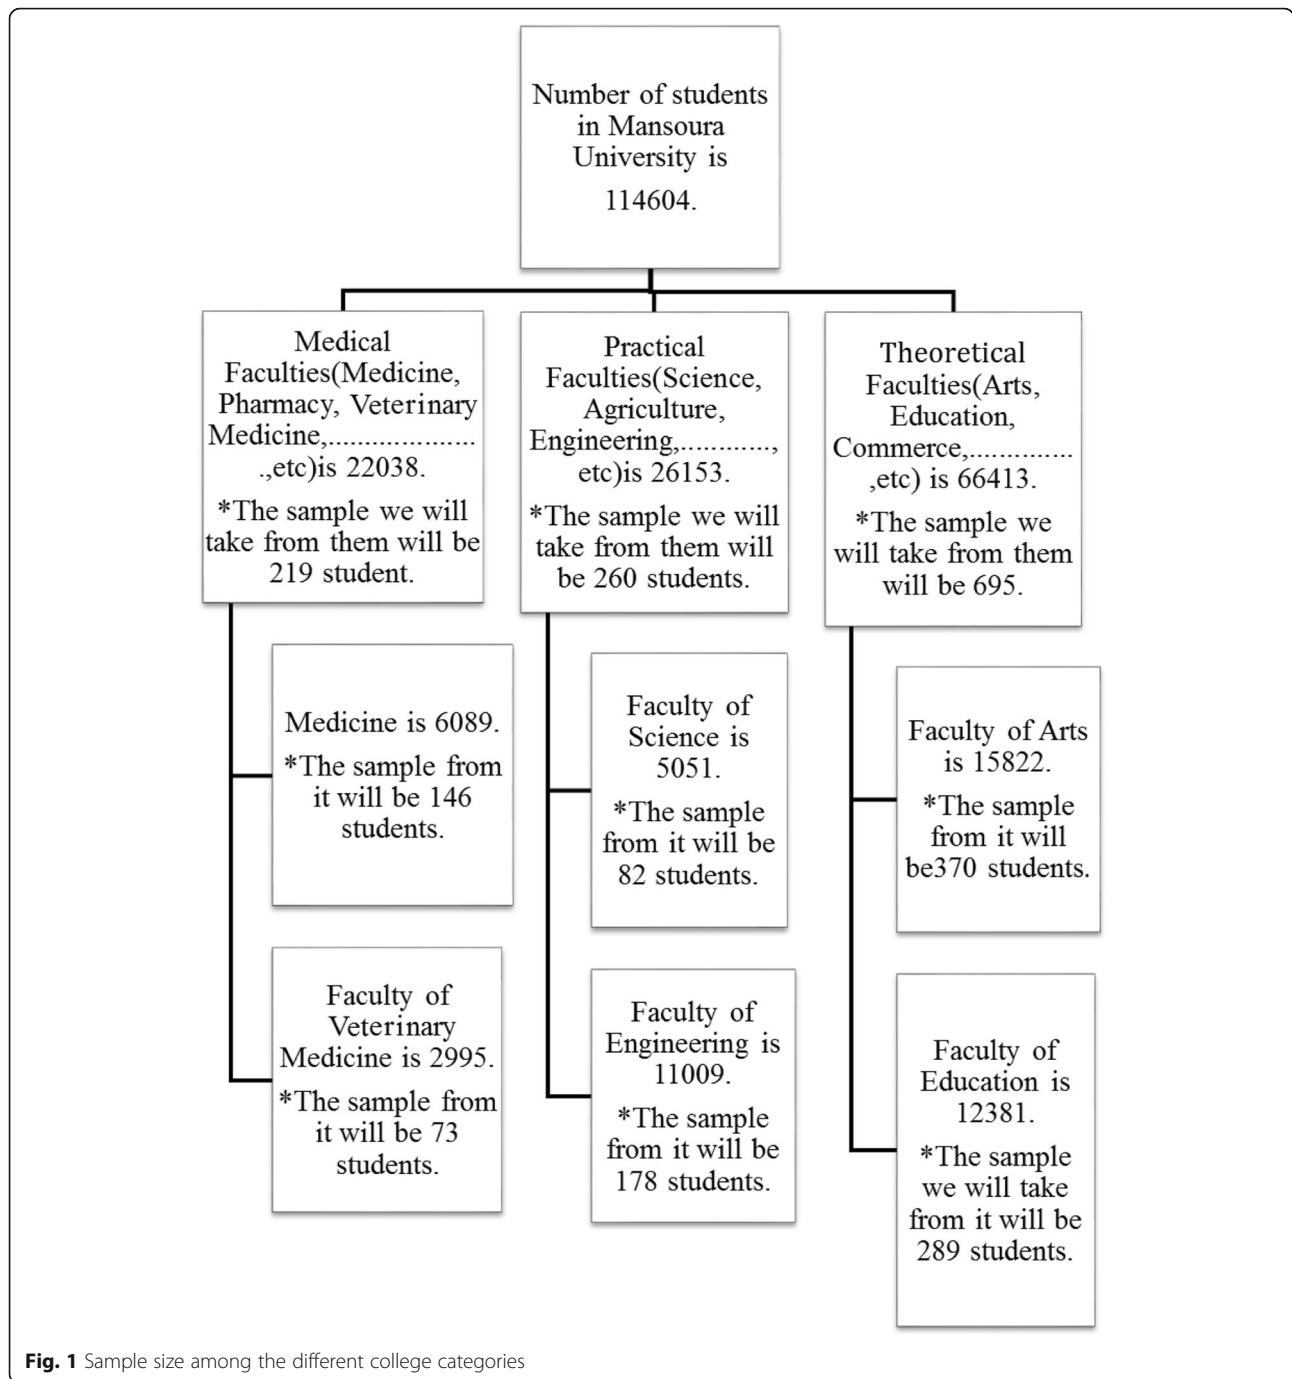 Number of students
in Mansoura
University is
114604.
Medical
Faculties(Medicine,
Pharmacy, Veterinary
Medicine,.....................
.,etc)is 22038.
*The sample we will
take from them will be
219 student.
Practical
Faculties(Science,
Agriculture,
Engineering,............,
etc)is 26153.
*The sample we will
take from them will
be 260 students.
Theoretical
Faculties(Arts,
Education,
Commerce,..............
,etc) is 66413.
*The sample we
will take from them
will be 695.
Medicine is 6089.
*The sample from
it will be 146
students.
Faculty of
Veterinary
Medicine is 2995.
*The sample from
it will be 73
students.
Faculty of
Science is
5051.
*The sample
from it will be
82 students.
Faculty of
Engineering is
11009.
*The sample
from it will be
178 students.
Faculty of Arts
is 15822.
*The sample
from it will
be370 students.
Faculty of
Education is
12381.
*The sample
we will take
from it will be
289 students.
Fig. 1 Sample size among the different college categories